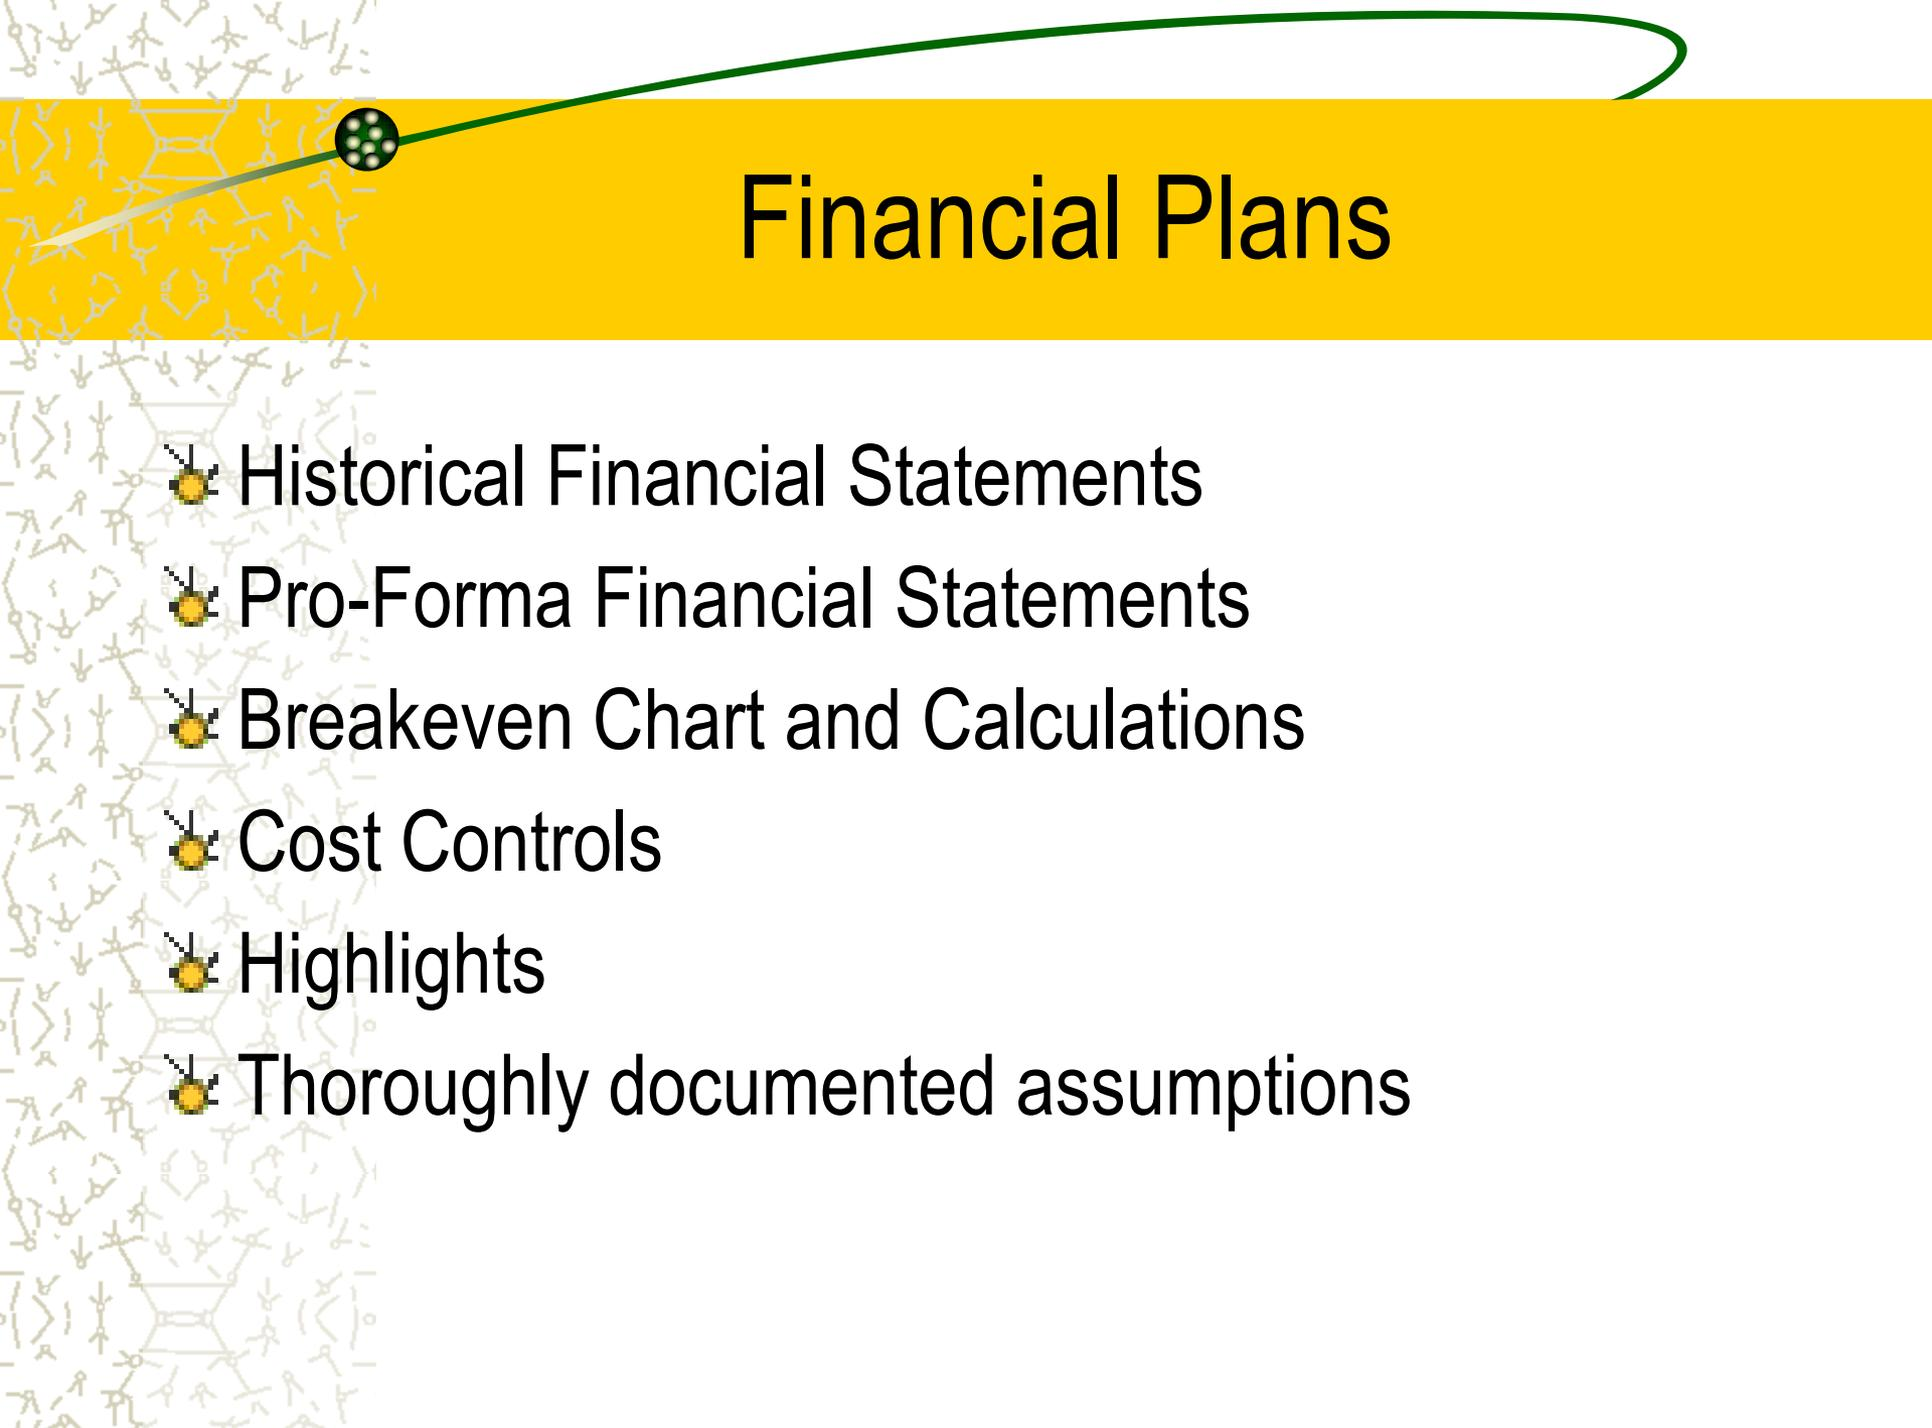 Financial Plans
Historical Financial Statements
Pro-Forma Financial Statements
Breakeven Chart and Calculations
Cost Controls
Highlights
Thoroughly documented assumptions